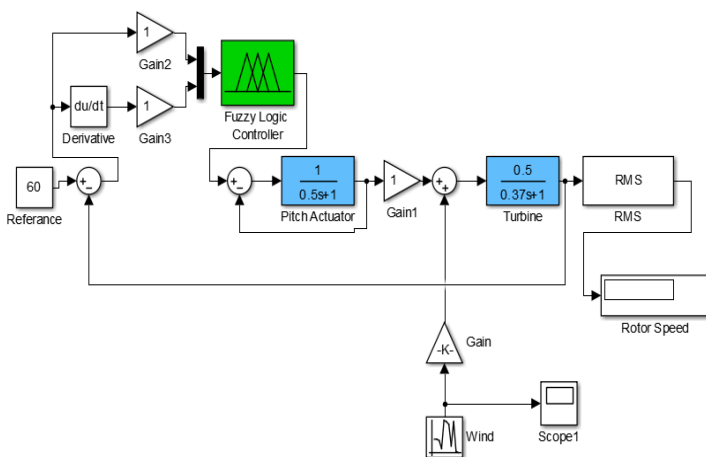 1
Gain2
du/dt
Derivative
1
Gain3
Fuzzy Logic
Controller
60
Referance
1
0.5s+1
Pitch Actuator
1
Gain1
0.5
0.37s+1
Turbine
RMS
RMS
Rotor Speed
-K-
Gain
Wind
Scope1